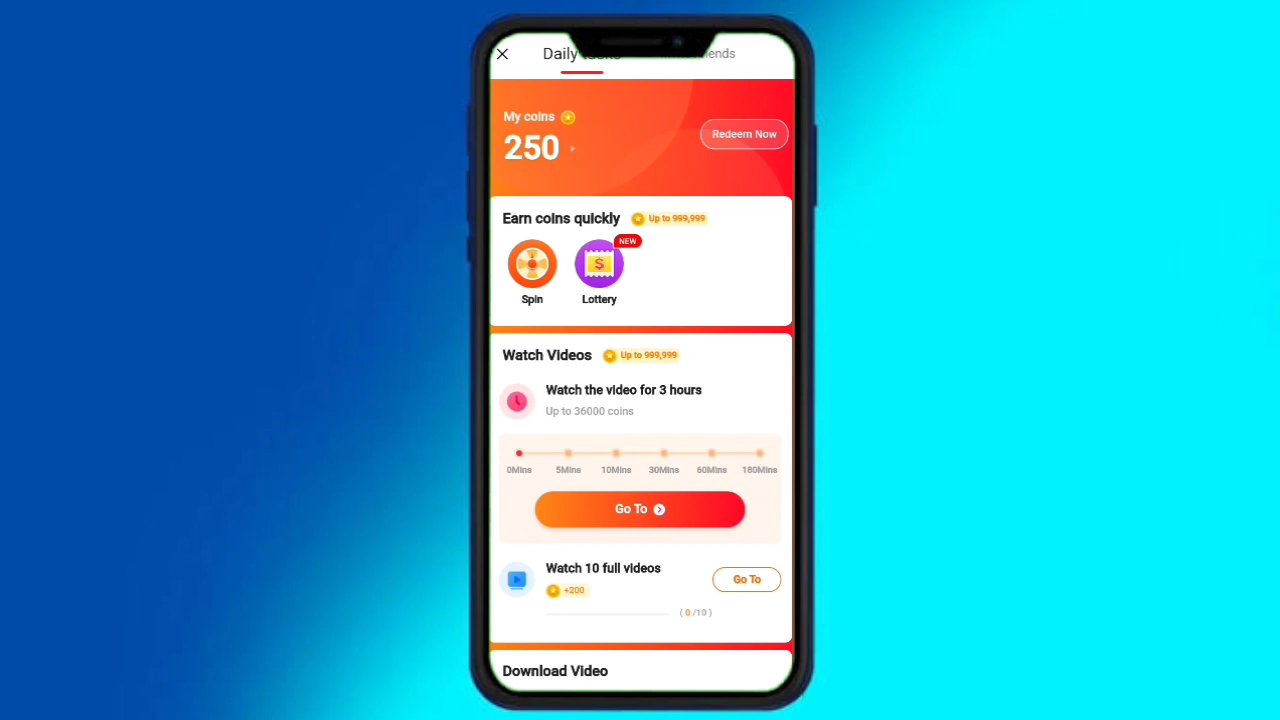 Daily
My coins
250
Redeem Now
Earn coins quickly Up to 999,999
NEW
Spin Lottery
Watch Videos Up to 999,999
Watch the video for 3 hours
Up to 36000 coins
0Mins 5Mins 10Mins 30Mins 60Mins 180Mins
Go To
Watch 10 full videos
+200
Go To
( 0 /10 )
Download Video